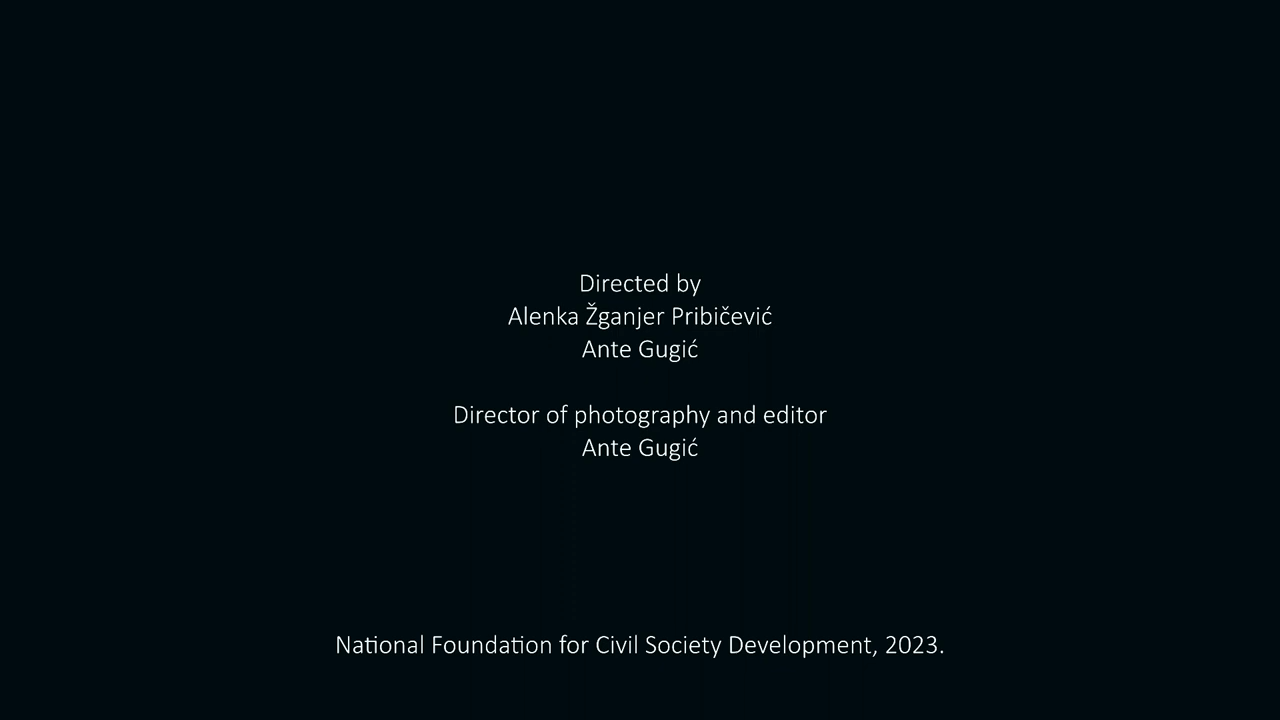 Directed by
Alenka Žganjer Pribičević
Ante Gugić
Director of photography and editor
Ante Gugić
National Foundation for Civil Society Development, 2023.